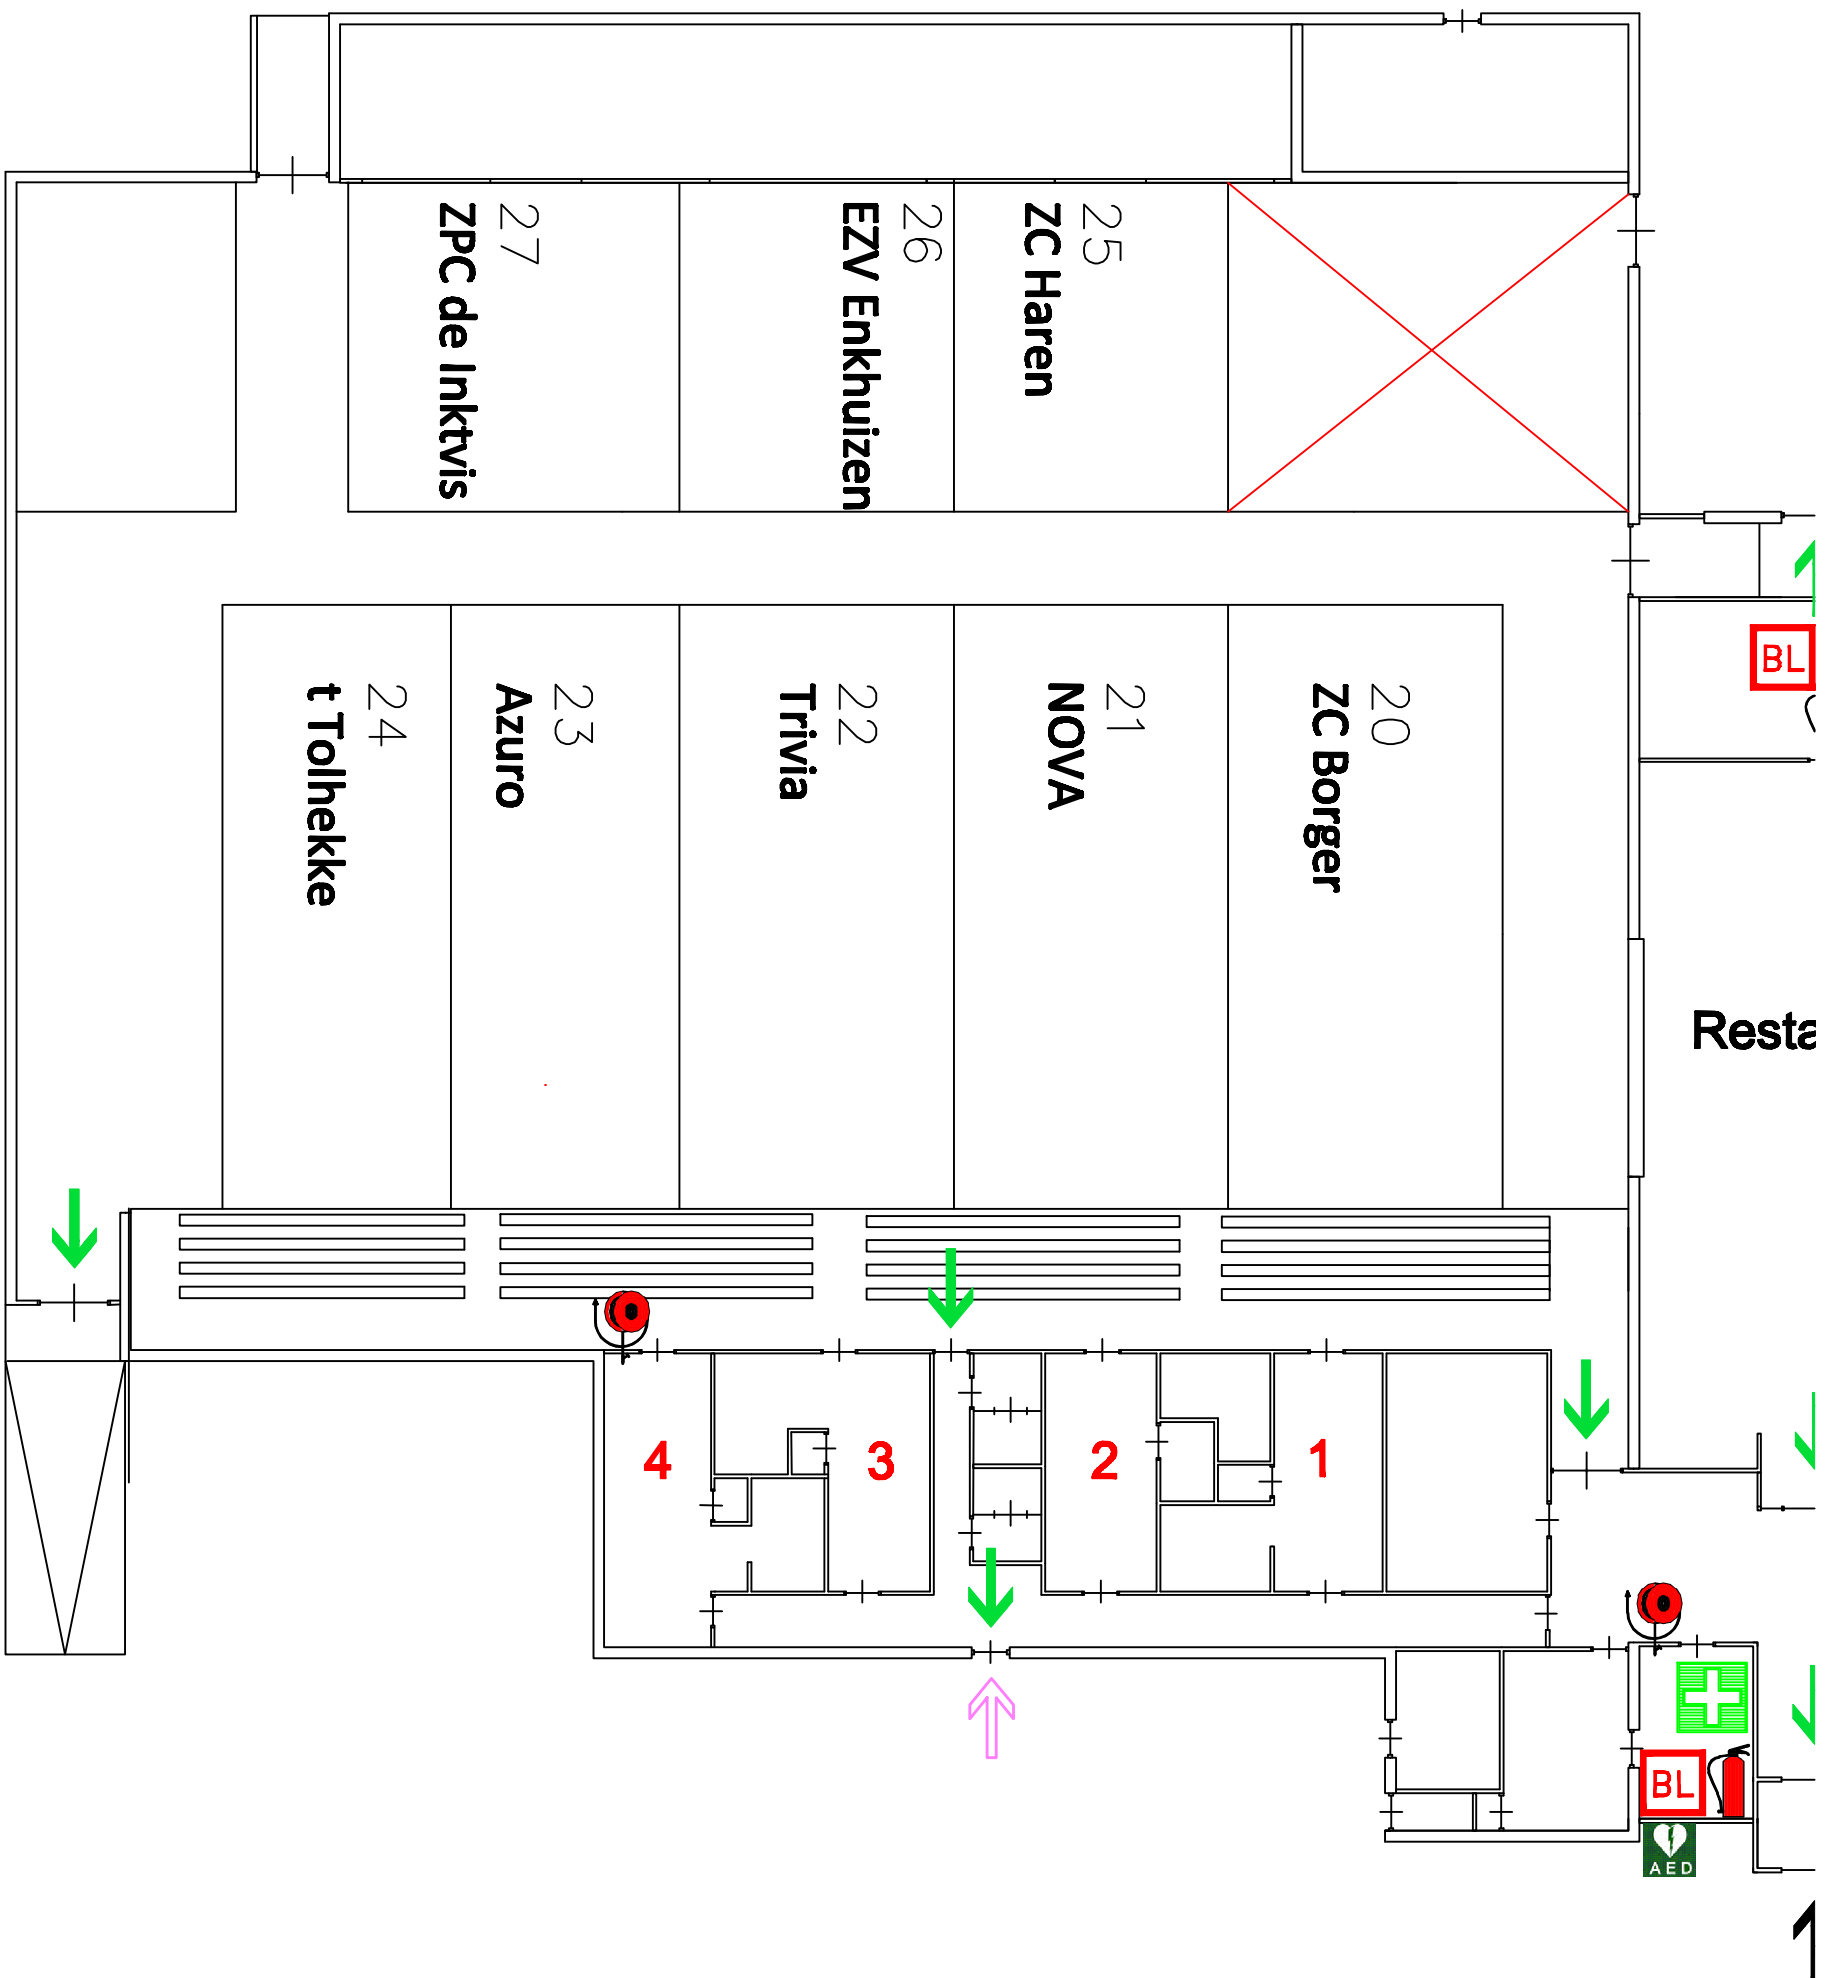 27
ZPC de Inktvis
26
EZV Enkhuizen
25
ZC Haren
24
t Tolhekke
23
Azuro
22
Trivia
21
NOVA
20
ZC Borger
BL
Resta
4
3
2
1
BL
AED